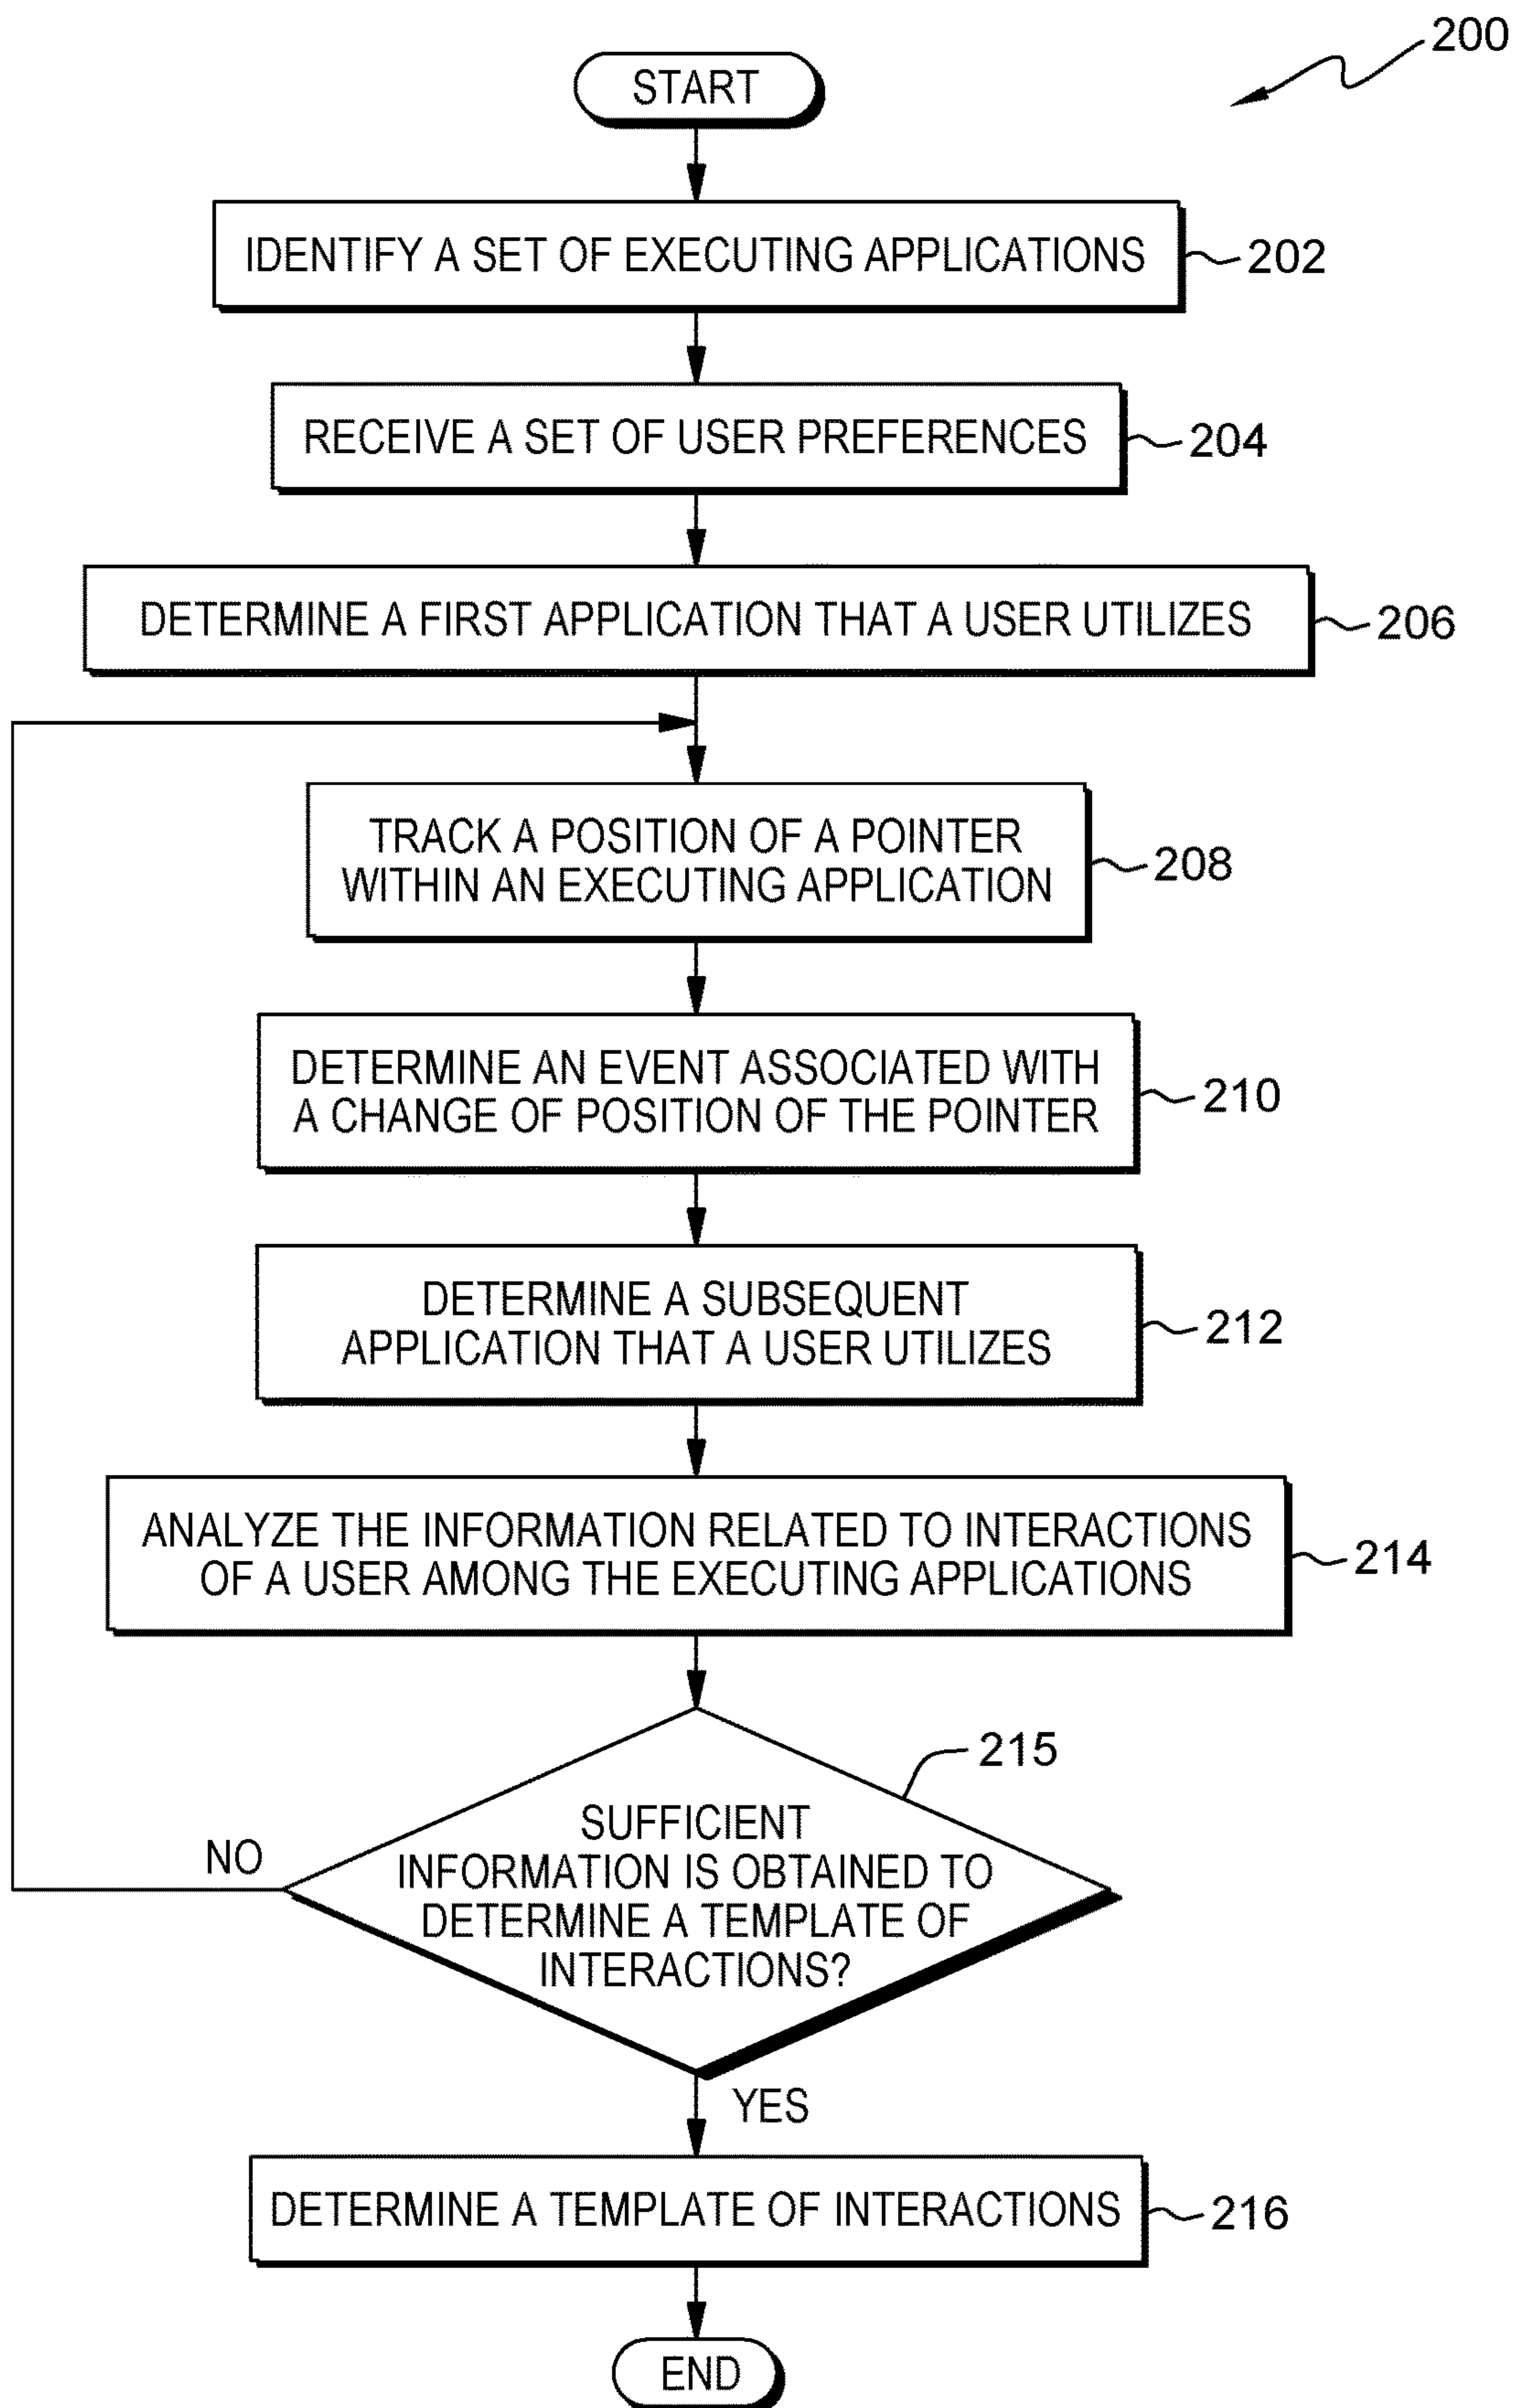 200
START
IDENTIFY A SET OF EXECUTING APPLICATIONS
202
RECEIVE A SET OF USER PREFERENCES
204
DETERMINE A FIRST APPLICATION THAT A USER UTILIZES
206
TRACK A POSITION OF A POINTER
WITHIN AN EXECUTING APPLICATION
208
DETERMINE AN EVENT ASSOCIATED WITH
A CHANGE OF POSITION OF THE POINTER
210
DETERMINE A SUBSEQUENT
APPLICATION THAT A USER UTILIZES
212
ANALYZE THE INFORMATION RELATED TO INTERACTIONS
OF A USER AMONG THE EXECUTING APPLICATIONS
214
215
SUFFICIENT
INFORMATION IS OBTAINED TO
DETERMINE A TEMPLATE OF
INTERACTIONS?
NO
YES
DETERMINE A TEMPLATE OF INTERACTIONS
216
END